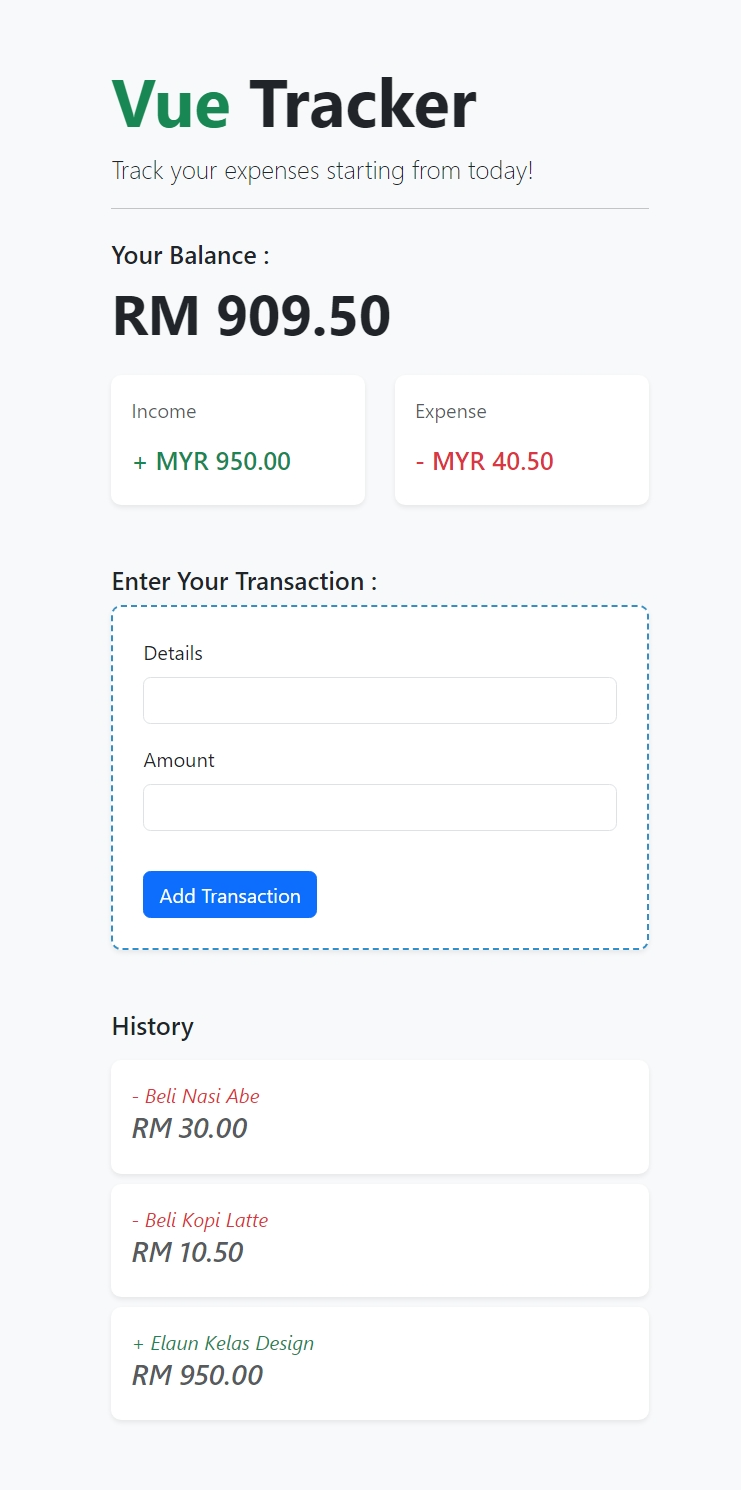 Vue Tracker
Track your expenses starting from today!
Your Balance :
RM 909.50
Income
+ MYR 950.00
Expense
- MYR 40.50
Enter Your Transaction :
Details
Amount
Add Transaction
History
- Beli Nasi Abe
RM 30.00
- Beli Kopi Latte
RM 10.50
+ Elaun Kelas Design
RM 950.00